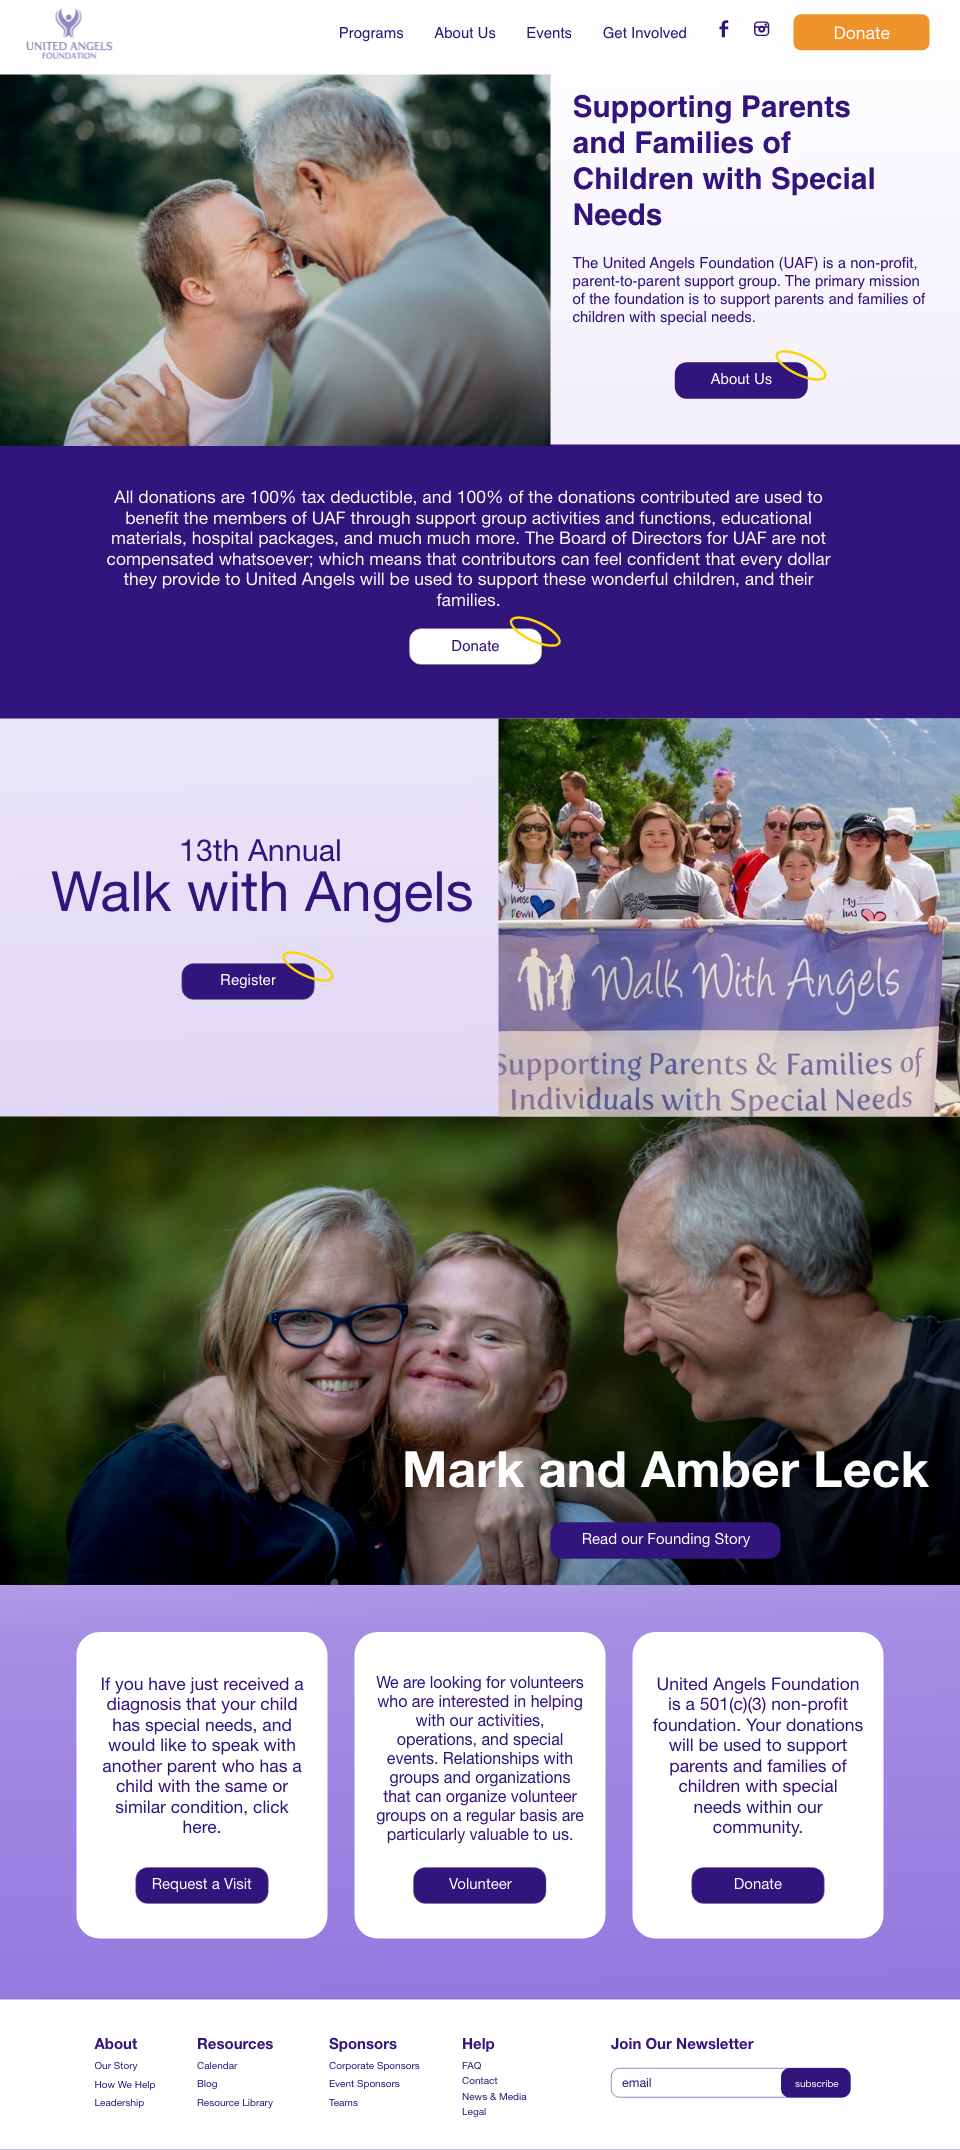 UNITED ANGELS
FOUNDATION
Programs
About Us
Events
Get Involved
Donate
Supporting Parents
and Families of
Children with Special
Needs
The United Angels Foundation (UAF) is a non-profit,
parent-to-parent support group. The primary mission
of the foundation is to support parents and families of
children with special needs.
About Us
All donations are 100% tax deductible, and 100% of the donations contributed are used to
benefit the members of UAF through support group activities and functions, educational
materials, hospital packages, and much much more. The Board of Directors for UAF are not
compensated whatsoever; which means that contributors can feel confident that every dollar
they provide to United Angels will be used to support these wonderful children, and their
families.
Donate
13th Annual
Walk with Angels
Register
My
Down
My
has
Walk With Angels
Supporting Parents & Families of
Individuals with Special Needs
Mark and Amber Leck
Read our Founding Story
If you have just received a
diagnosis that your child
has special needs, and
would like to speak with
another parent who has a
child with the same or
similar condition, click
here.
Request a Visit
We are looking for volunteers
who are interested in helping
with our activities,
operations, and special
events. Relationships with
groups and organizations
that can organize volunteer
groups on a regular basis are
particularly valuable to us.
Volunteer
United Angels Foundation
is a 501(c)(3) non-profit
foundation. Your donations
will be used to support
parents and families of
children with special
needs within our
community.
Donate
About
Our Story
How We Help
Leadership
Resources
Calendar
Blog
Resource Library
Sponsors
Corporate Sponsors
Event Sponsors
Teams
Help
FAQ
Contact
News & Media
Legal
Join Our Newsletter
email
subscribe